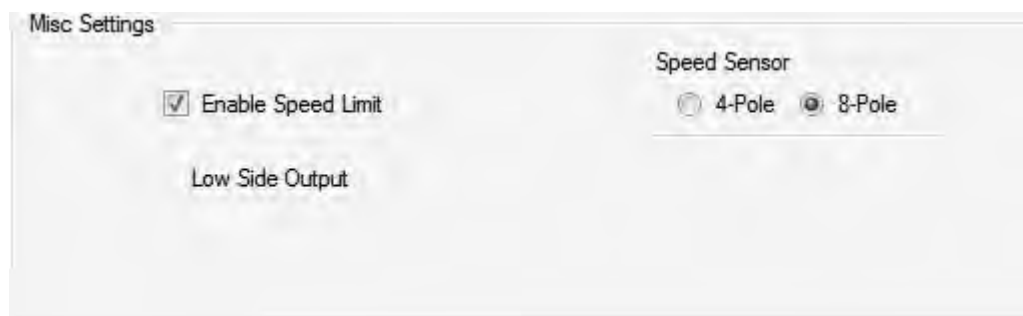 Misc Settings
Speed Sensor
Enable Speed Limit
4-Pole 8-Pole
Low Side Output